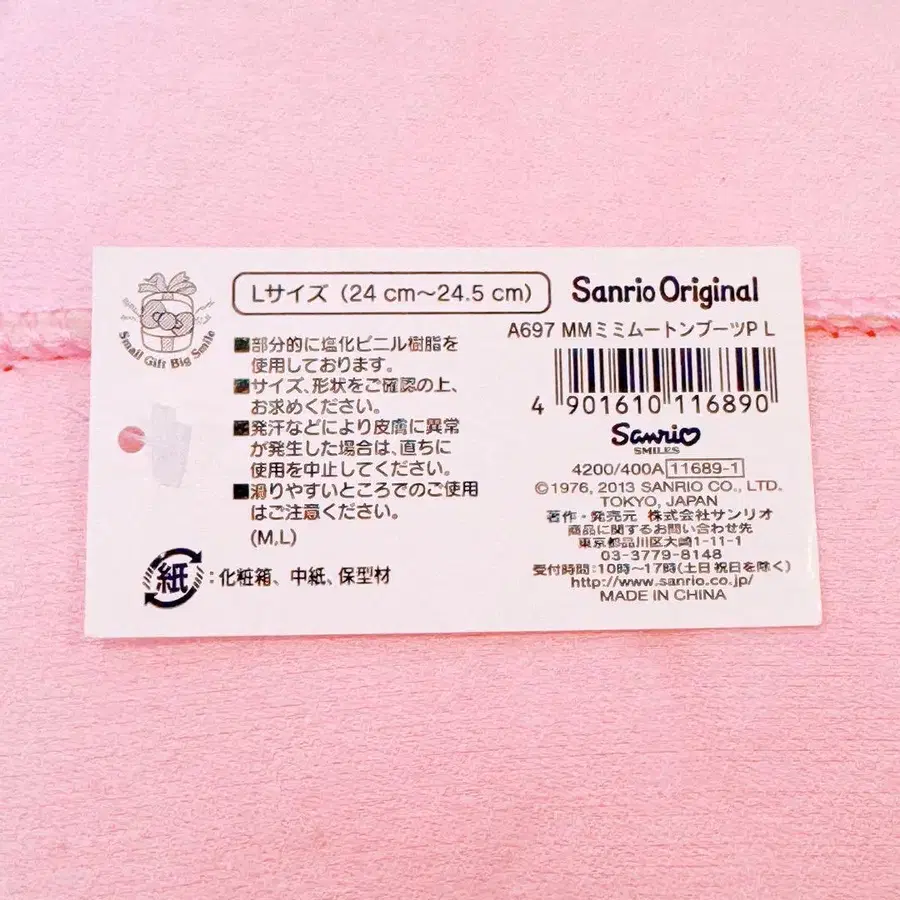 Small Gift Big Smile
Lサイズ (24 cm~24.5 cm)
■部分的に塩化ビニル樹脂を
使用しております。
■サイズ、形状をご確認の上、
お求めください。
■発汗などにより皮膚に異常
が発生した場合は、直ちに
使用を中止してください。
■滑りやすいところでのご使用
はご注意ください。
(M,L)
紙:化粧箱、中紙、保型材
Sanrio Original
A697 MMミミムートンブーツP L
4 901610 116890
Sanrio
SMILES
4200/400A 11689-1
©1976, 2013 SANRIO CO., LTD.
TOKYO, JAPAN
著作・発売元 株式会社サンリオ
商品に関するお問い合わせ先
東京都品川区大崎1-11-1
03-3779-8148
受付時間:10時~17時(土日祝日を除く)
http://www.sanrio.co.jp/
MADE IN CHINA